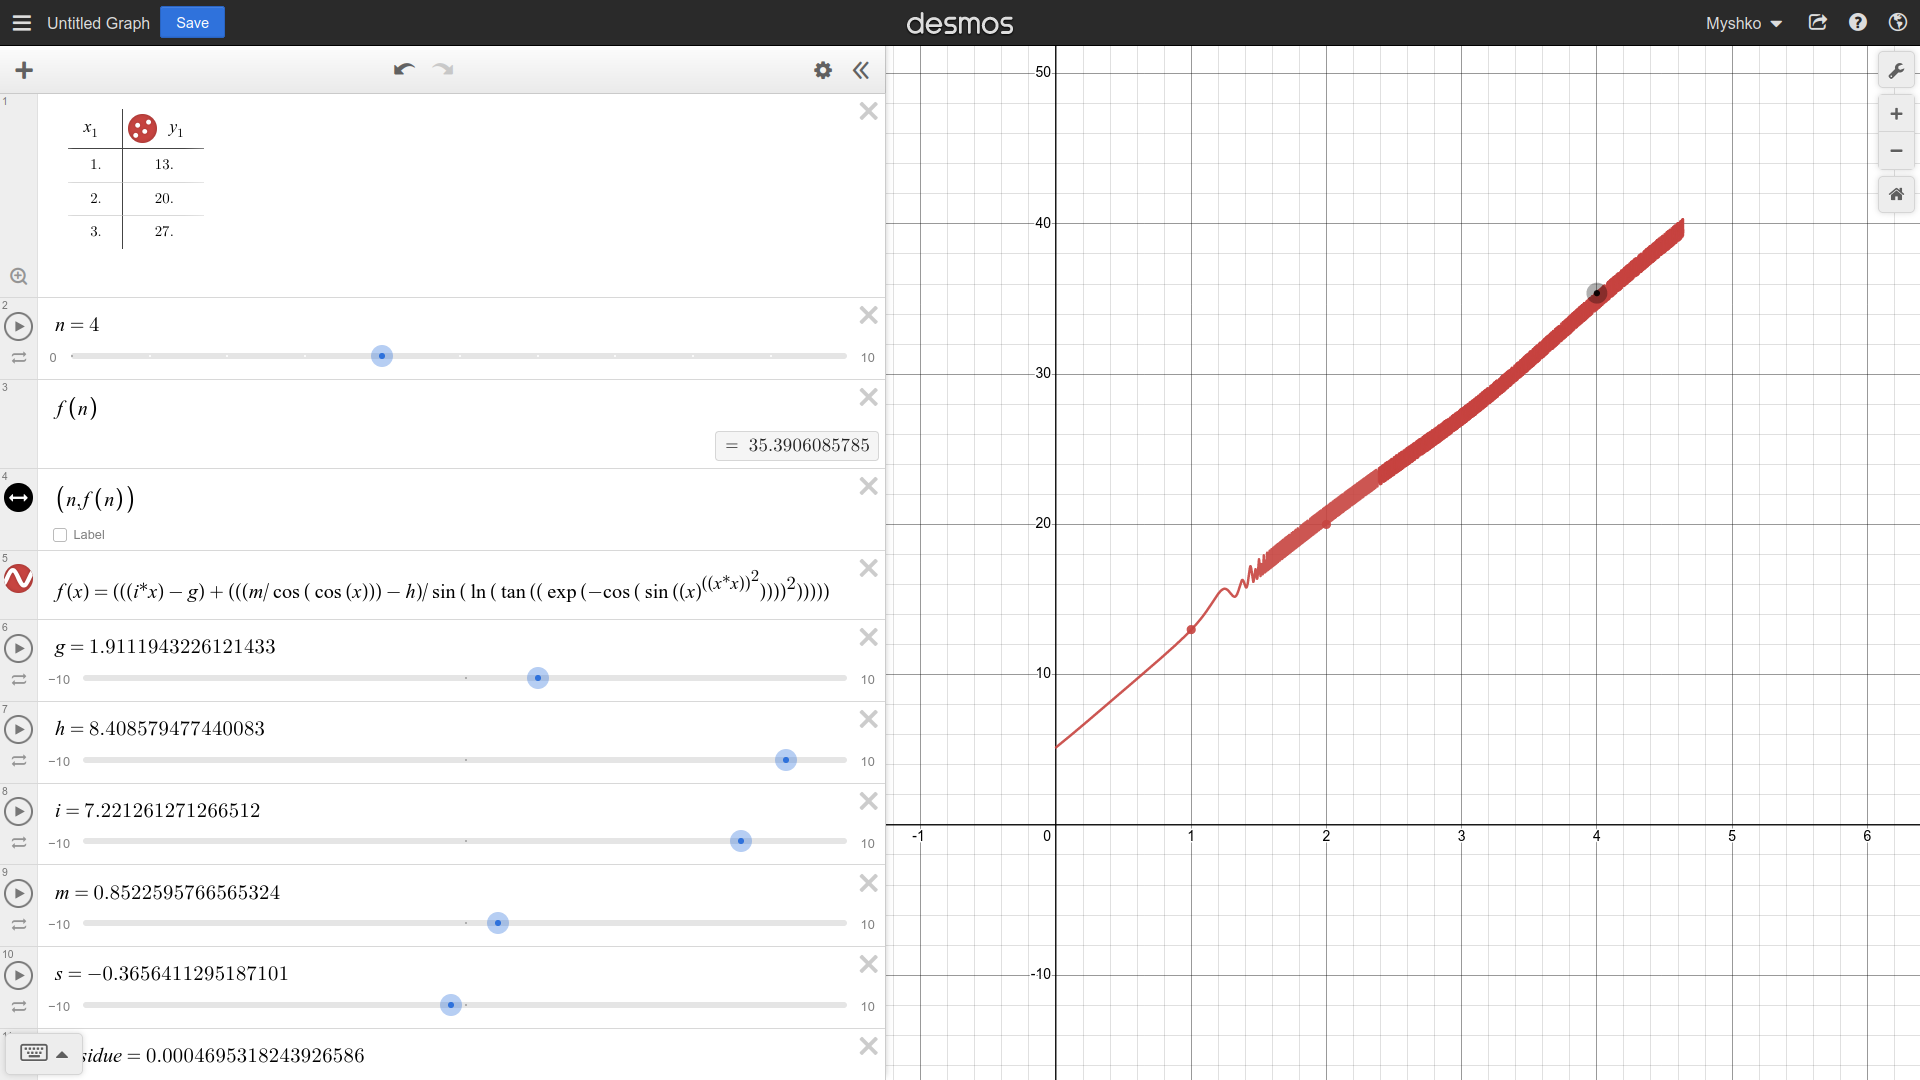 Untitled Graph Save desmos Myshko
1
x1 y1
1. 13.
2. 20.
3. 27.
2
n = 4
0 10
3
f(n)
= 35.3906085785
4
(n,f(n))
Label
5
f(x) = (((i*x) − g) + (((m/ cos ( cos (x))) − h)/ sin ( ln ( tan (( exp (−cos ( sin ((x)^((x*x))^2))))^2)))))
6
g = 1.9111943226121433
−10 10
7
h = 8.408579477440083
−10 10
8
i = 7.221261271266512
−10 10
9
m = 0.8522595766565324
−10 10
10
s = −0.3656411295187101
−10 10
sidue = 0.0004695318243926586
50
40
30
20
10
-1 0 1 2 3 4 5 6
-10